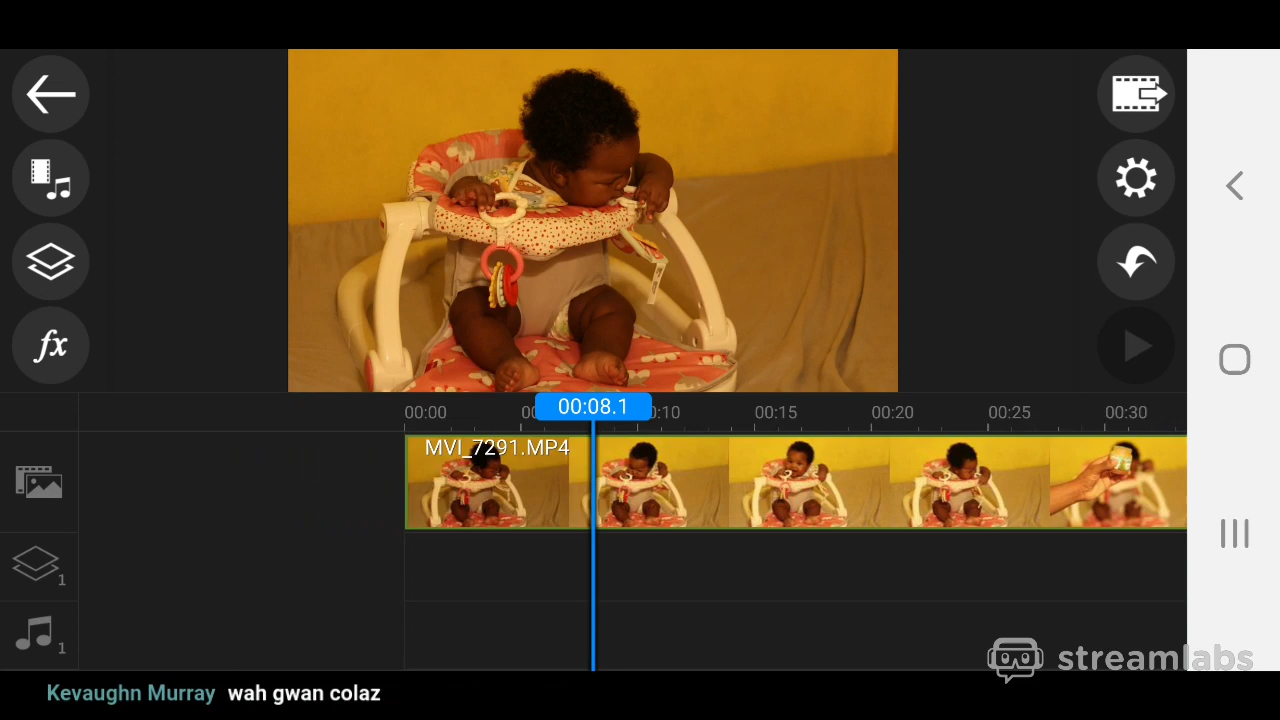 fx
00:00
00:08.1
:10
00:15
00:20
00:25
00:30
MVI_7291.MP4
1
1
streamlabs
Kevaughn Murray wah gwan colaz